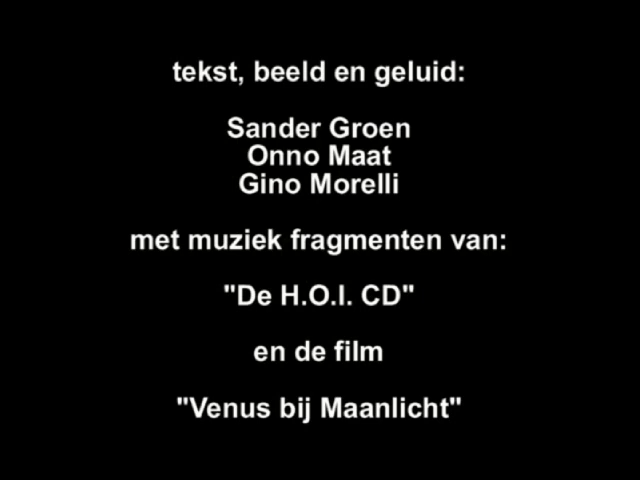 tekst, beeld en geluid:
Sander Groen
Onno Maat
Gino Morelli
met muziek fragmenten van:
"De H.O.I. CD"
en de film
"Venus bij Maanlicht"